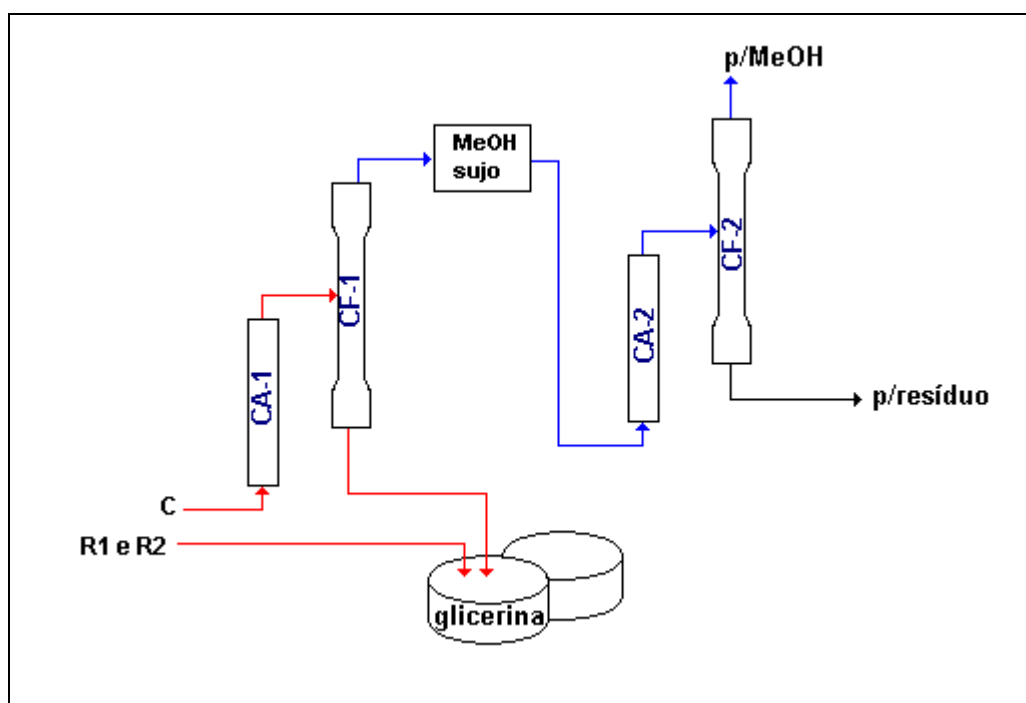 p/MeOH
MeOH
sujo
CF-2
CF-1
CA-2
CA-1
p/resíduo
C
R1 e R2
glicerina